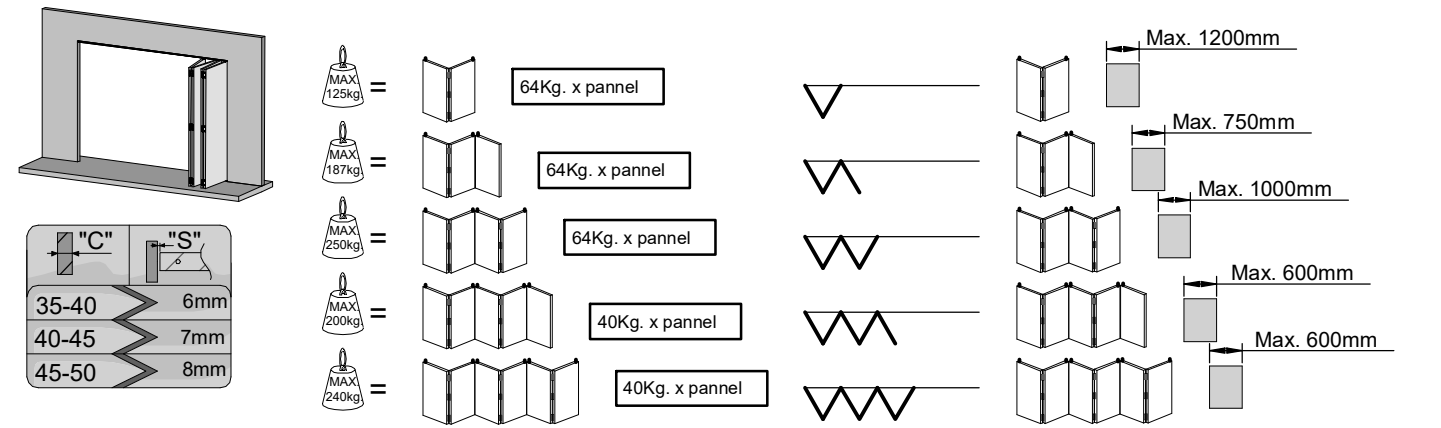 MAX.
125kg.
=
64Kg. x pannel
Max. 1200mm
MAX.
187kg.
=
64Kg. x pannel
Max. 750mm
MAX.
250kg.
=
64Kg. x pannel
Max. 1000mm
MAX.
200kg.
=
40Kg. x pannel
Max. 600mm
MAX.
240kg.
=
40Kg. x pannel
Max. 600mm
"C" "S"
35-40 6mm
40-45 7mm
45-50 8mm